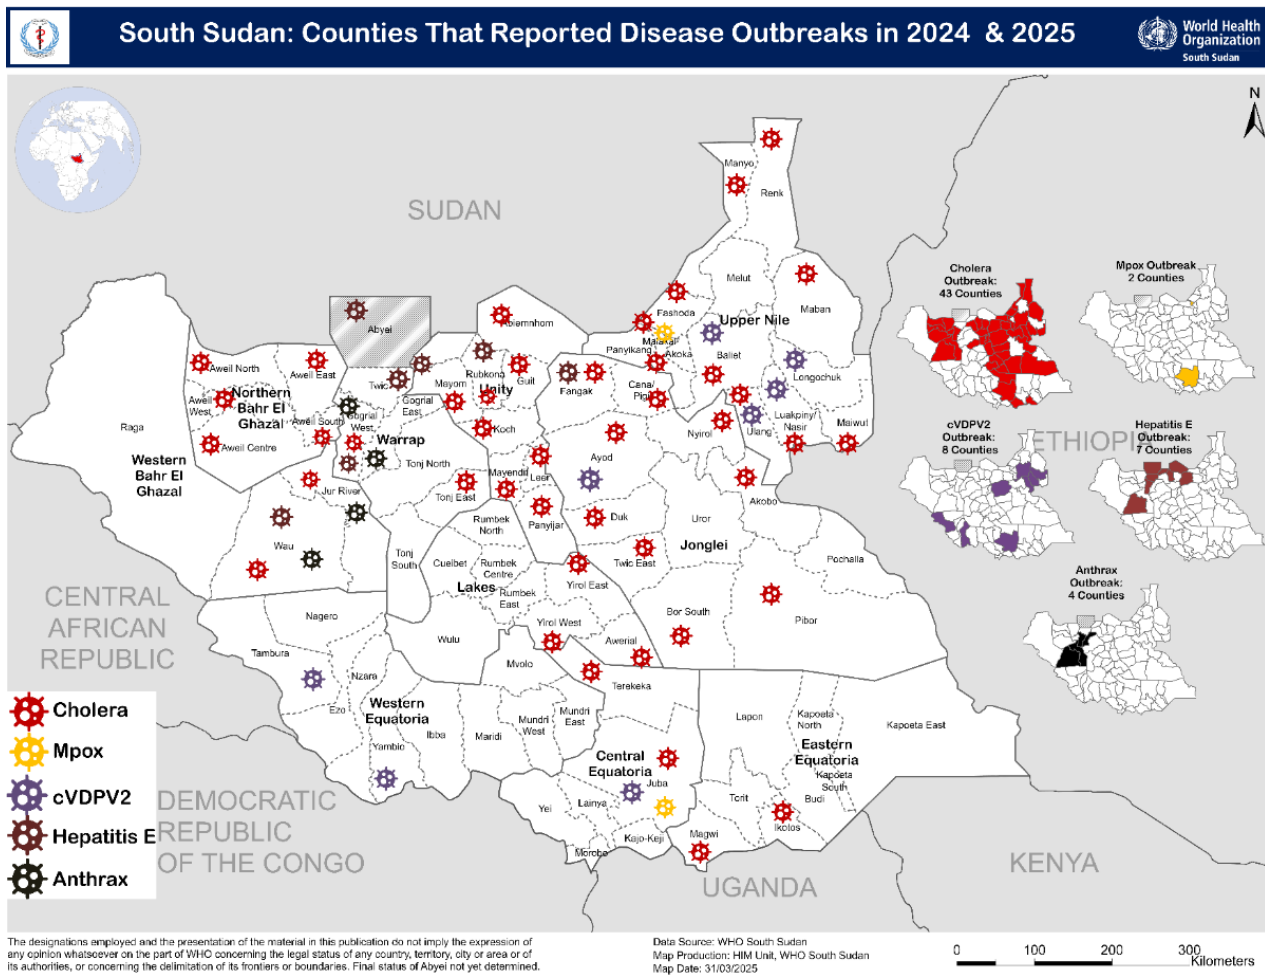 South Sudan: Counties That Reported Disease Outbreaks in 2024 & 2025
World Health
Organization
South Sudan
N
SUDAN
Manyo
Renk
Melut
Maban
Fashoda
Upper Nile
Malakal
Panyikang
Akoka
Baliet
Longochuk
Abyei
Abiemnhom
Rubkona
Unity
Guit
Twic
Mayom
Fangak
Cana/
Pigi
Luakpiny/
Nasir
Maiwut
Ulang
Nyirol
Aweil North
Aweil East
Aweil
West
Northern
Bahr El
Ghazal
Aweil South
Aweil Centre
Gogrial
West
Gogrial
East
Warrap
Koch
Raga
Western
Bahr El
Ghazal
Tonj North
Mayendit
Leer
Ayod
Jur River
Tonj East
Panyijar
Duk
Akobo
Uror
Rumbek
North
Wau
Tonj
South
Cueibet
Rumbek
Centre
Lakes
Rumbek
East
Yirol East
Twic East
Jonglei
Pochalla
Bor South
Pibor
Nagero
Wulu
Yirol West
Awerial
Tambura
Nzara
Mvolo
Terekeka
Ezo
Western
Equatoria
Yambio
Ibba
Maridi
Mundri
West
Mundri
East
Lapon
Kapoeta
North
Kapoeta East
Eastern
Equatoria
Kapoeta
South
Budi
Central
Equatoria
Juba
Torit
Ikotos
Yei
Lainya
Kajo-Keji
Magwi
Morobo
CENTRAL
AFRICAN
REPUBLIC
DEMOCRATIC
REPUBLIC
OF THE CONGO
UGANDA
KENYA
ETHIOPIA
Cholera
Outbreak:
43 Counties
Mpox Outbreak
2 Counties
cVDPV2
Outbreak:
8 Counties
Hepatitis E
Outbreak:
7 Counties
Anthrax
Outbreak:
4 Counties
Cholera
Mpox
cVDPV2
Hepatitis E
Anthrax
The designations employed and the presentation of the material in this publication do not imply the expression of
any opinion whatsoever on the part of WHO concerning the legal status of any country, territory, city or area or of
its authorities, or concerning the delimitation of its frontiers or boundaries. Final status of Abyei not yet determined.
Data Source: WHO South Sudan
Map Production: HIM Unit, WHO South Sudan
Map Date: 31/03/2025
0 100 200 300
Kilometers